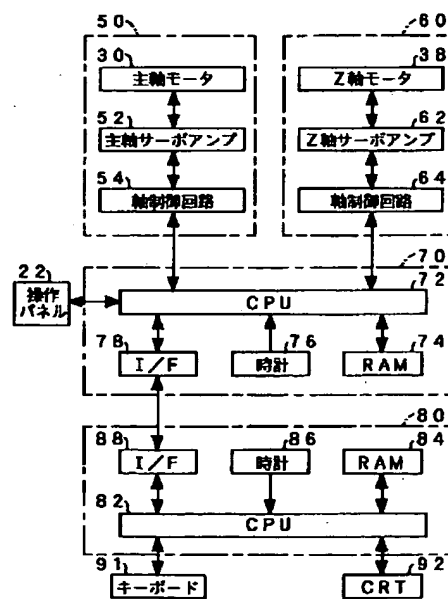 50 60
30 38
主軸モータ Z軸モータ
52 62
主軸サーボアンプ Z軸サーボアンプ
54 64
軸制御回路 軸制御回路
70
22 72
操作
パネル
CPU
78 76 74
I/F 時計 RAM
80
88 86 84
I/F 時計 RAM
82
CPU
91 92
キーボード CRT